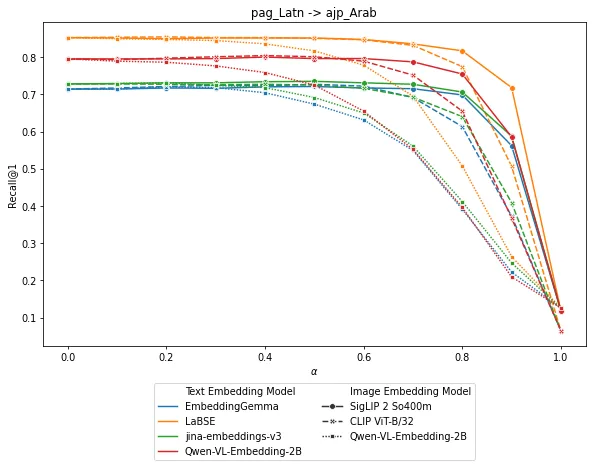 pag_Latn -> ajp_Arab
Recall@1
0.8
0.7
0.6
0.5
0.4
0.3
0.2
0.1
0.0
0.2
0.4
0.6
0.8
1.0
α
Text Embedding Model
EmbeddingGemma
LaBSE
jina-embeddings-v3
Qwen-VL-Embedding-2B
Image Embedding Model
SigLIP 2 So400m
CLIP ViT-B/32
Qwen-VL-Embedding-2B